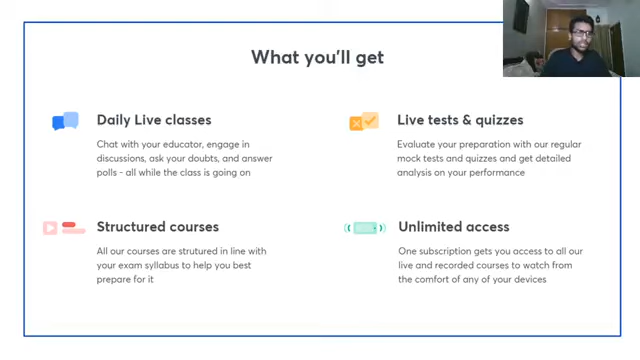 What you'll get
Daily Live classes
Chat with your educator, engage in
discussions, ask your doubts, and answer
polls - all while the class is going on
Live tests & quizzes
Evaluate your preparation with our regular
mock tests and quizzes and get detailed
analysis on your performance
Structured courses
All our courses are strutured in line with
your exam syllabus to help you best
prepare for it
Unlimited access
One subscription gets you access to all our
live and recorded courses to watch from
the comfort of any of your devices